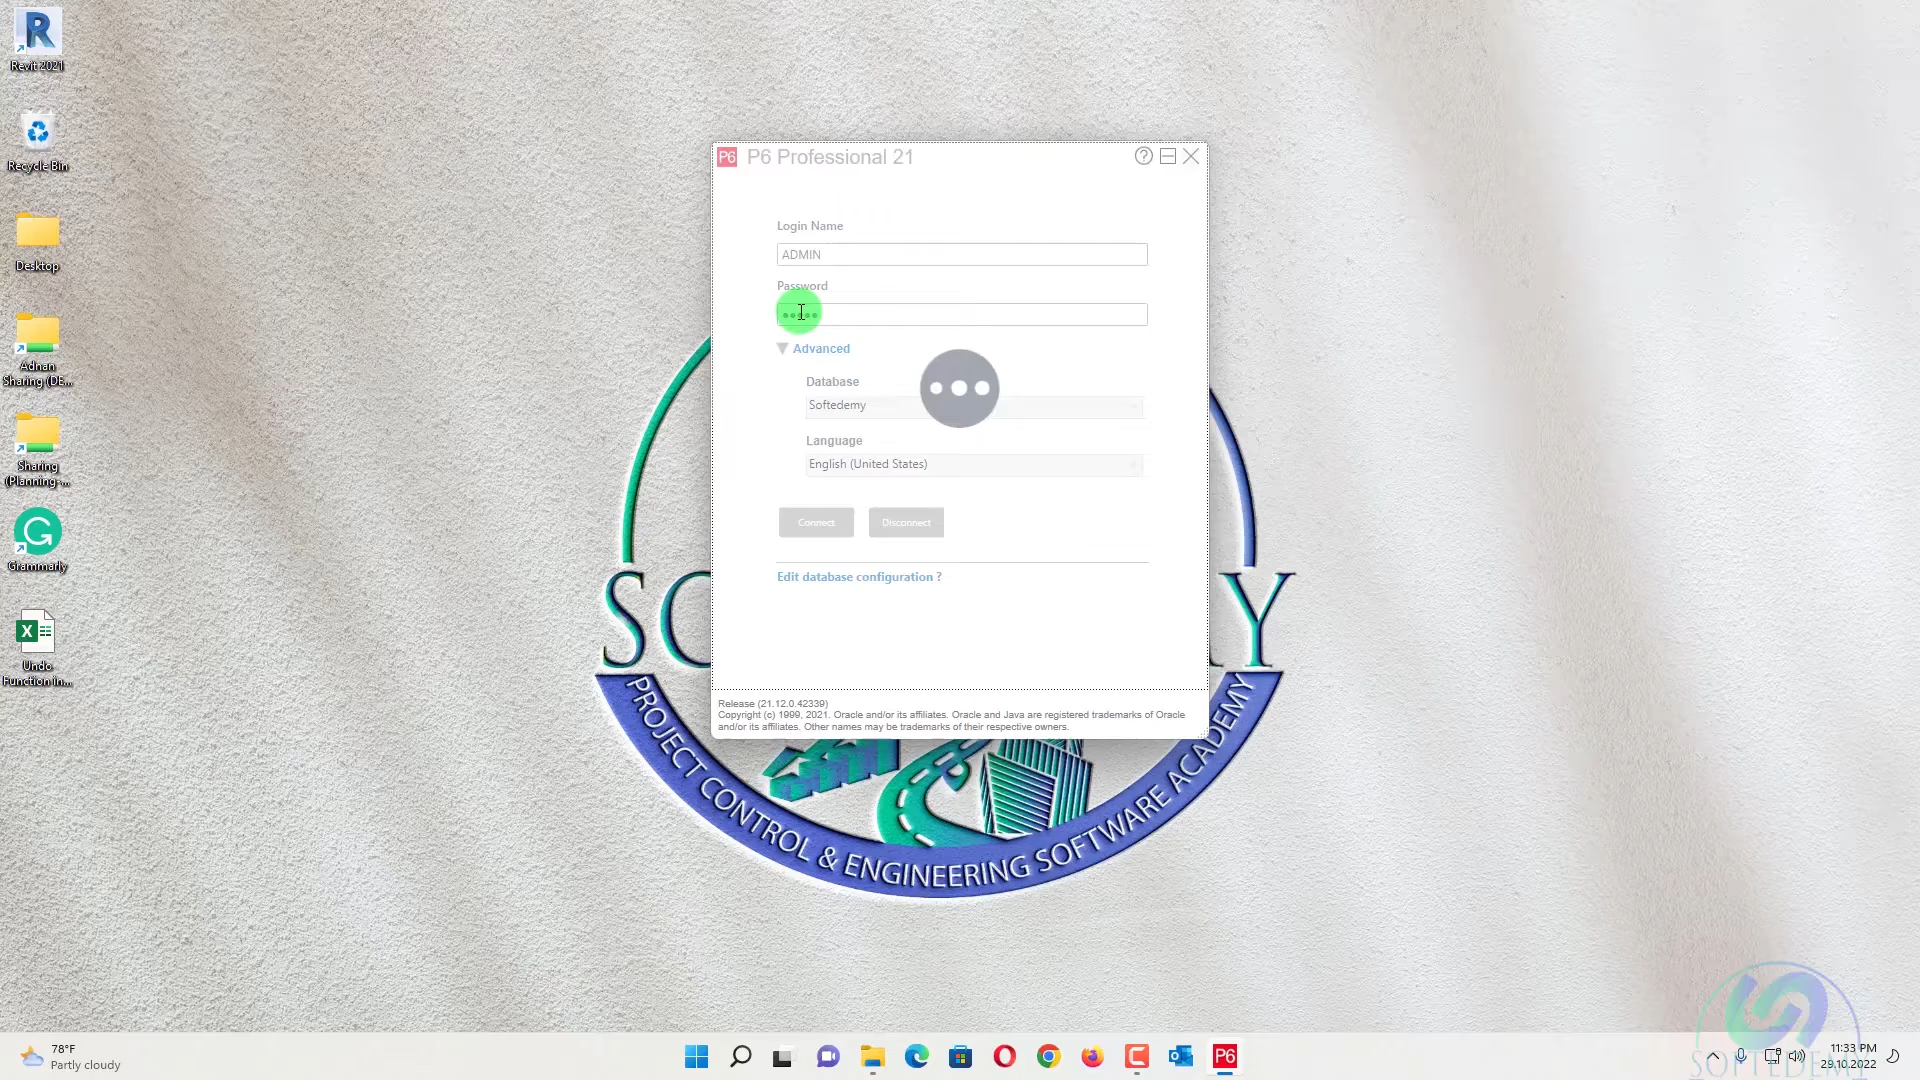 Revit 2021
Recycle Bin
Desktop
Adnan
Sharing (DE...
Sharing
(Planning-...
Grammarly
Undo
Function in...
P6 P6 Professional 21
Login Name
ADMIN
Password
Advanced
Database
Softedemy
Language
English (United States)
Connect Disconnect
Edit database configuration ?
Release (21.12.0.42339)
Copyright (c) 1999, 2021. Oracle and/or its affiliates. Oracle and Java are registered trademarks of Oracle
and/or its affiliates. Other names may be trademarks of their respective owners.
PROJECT CONTROL & ENGINEERING SOFTWARE ACADEMY
78°F
Partly cloudy
P6
11:33 PM
29.10.2022
SOFTEDEMY